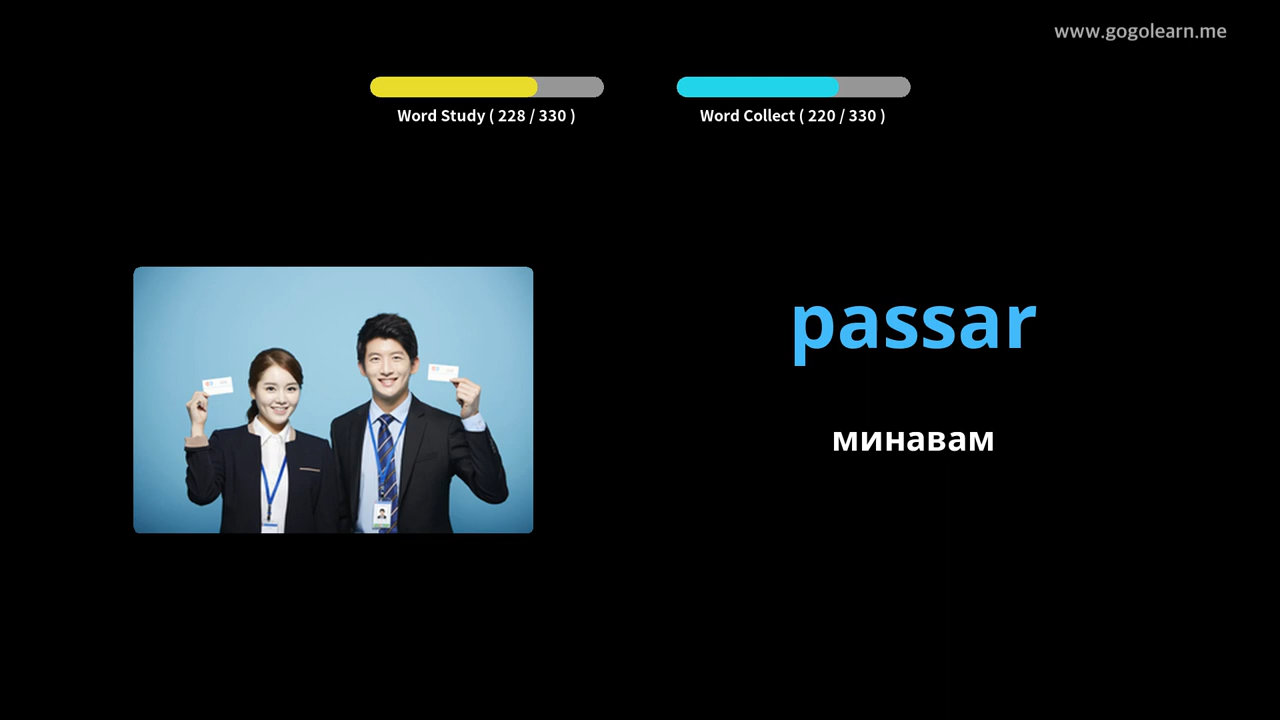 www.gogolearn.me
Word Study ( 228 / 330 )
Word Collect ( 220 / 330 )
passar
минавам